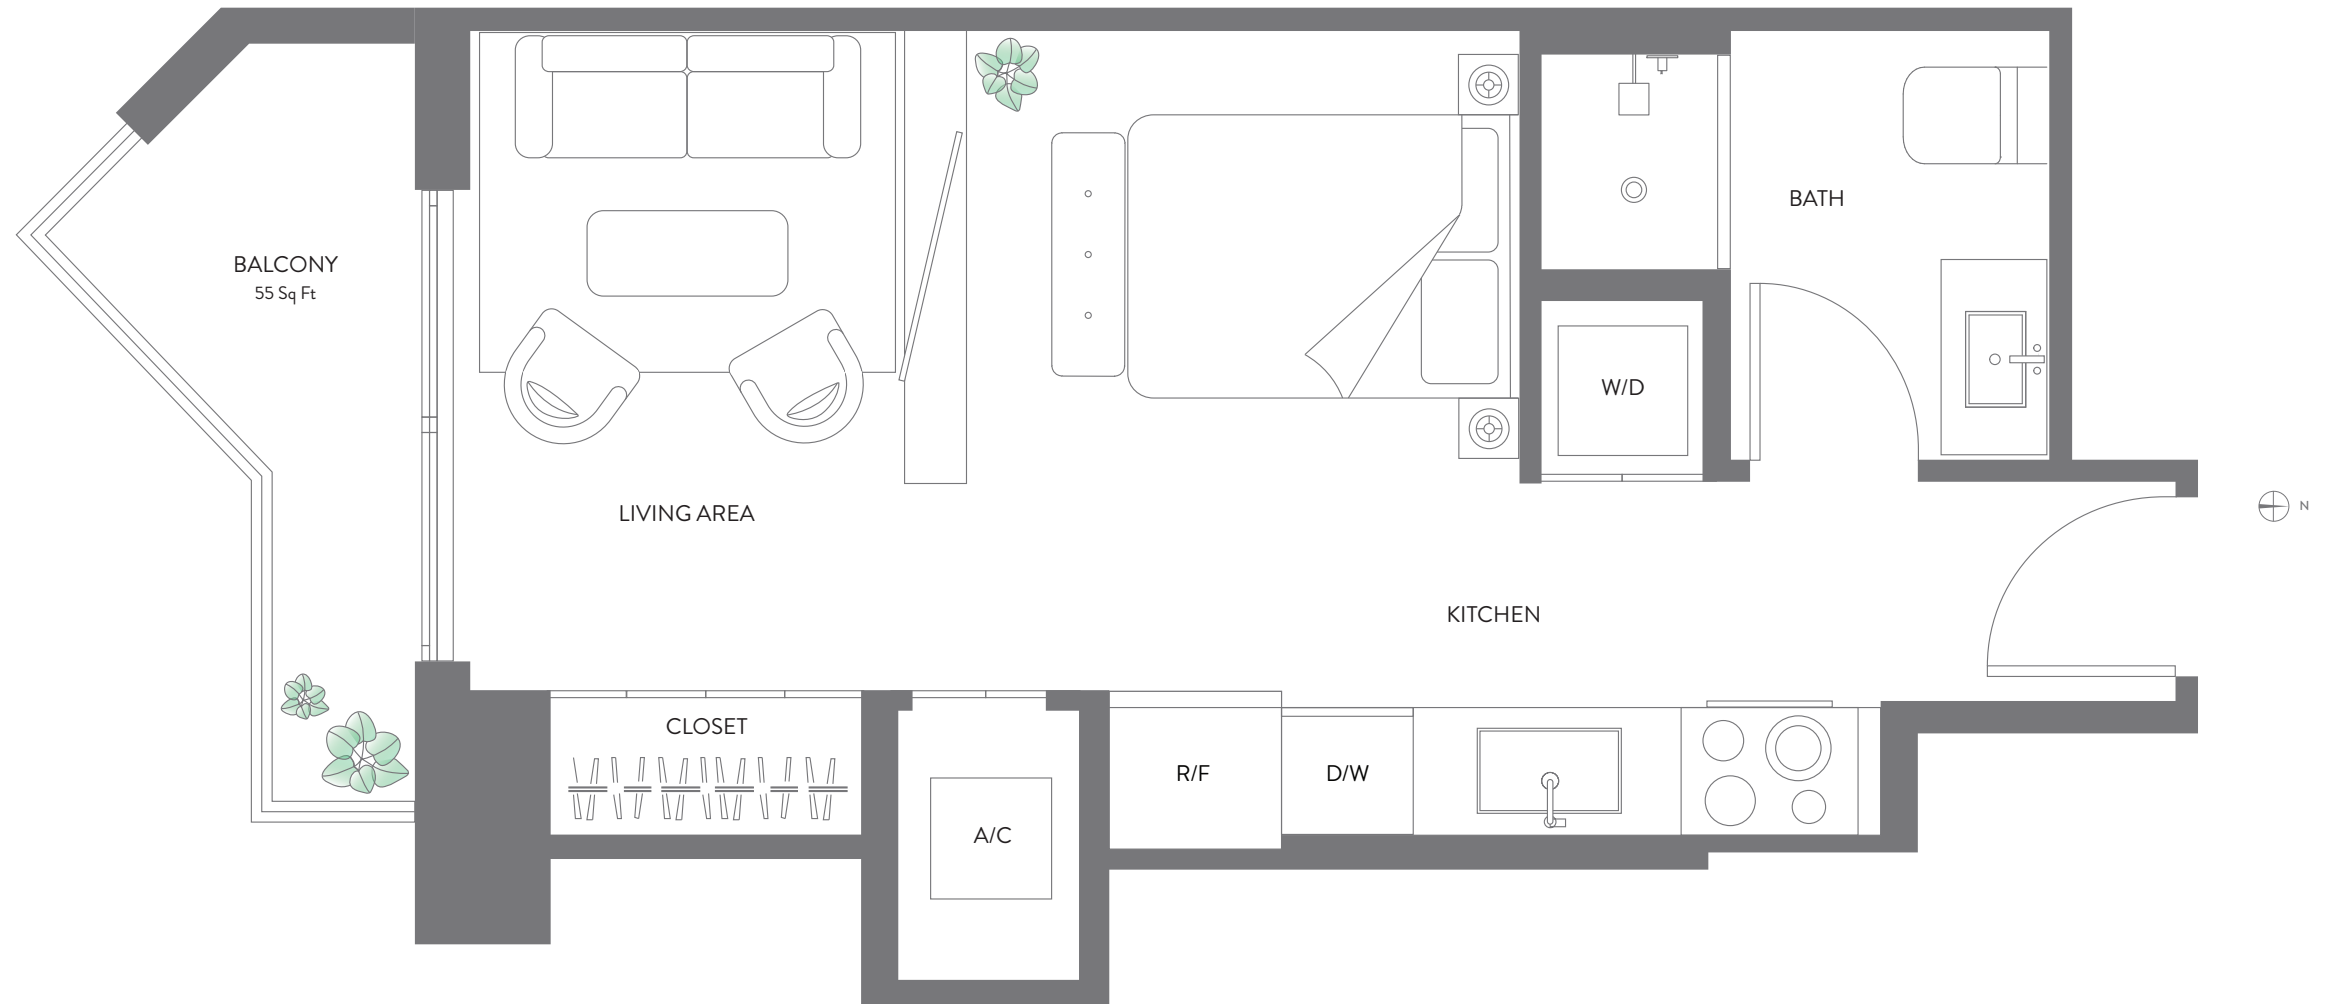 BATH
BALCONY
55 Sq Ft
W/D
LIVING AREA
N
KITCHEN
CLOSET
R/F
D/W
A/C